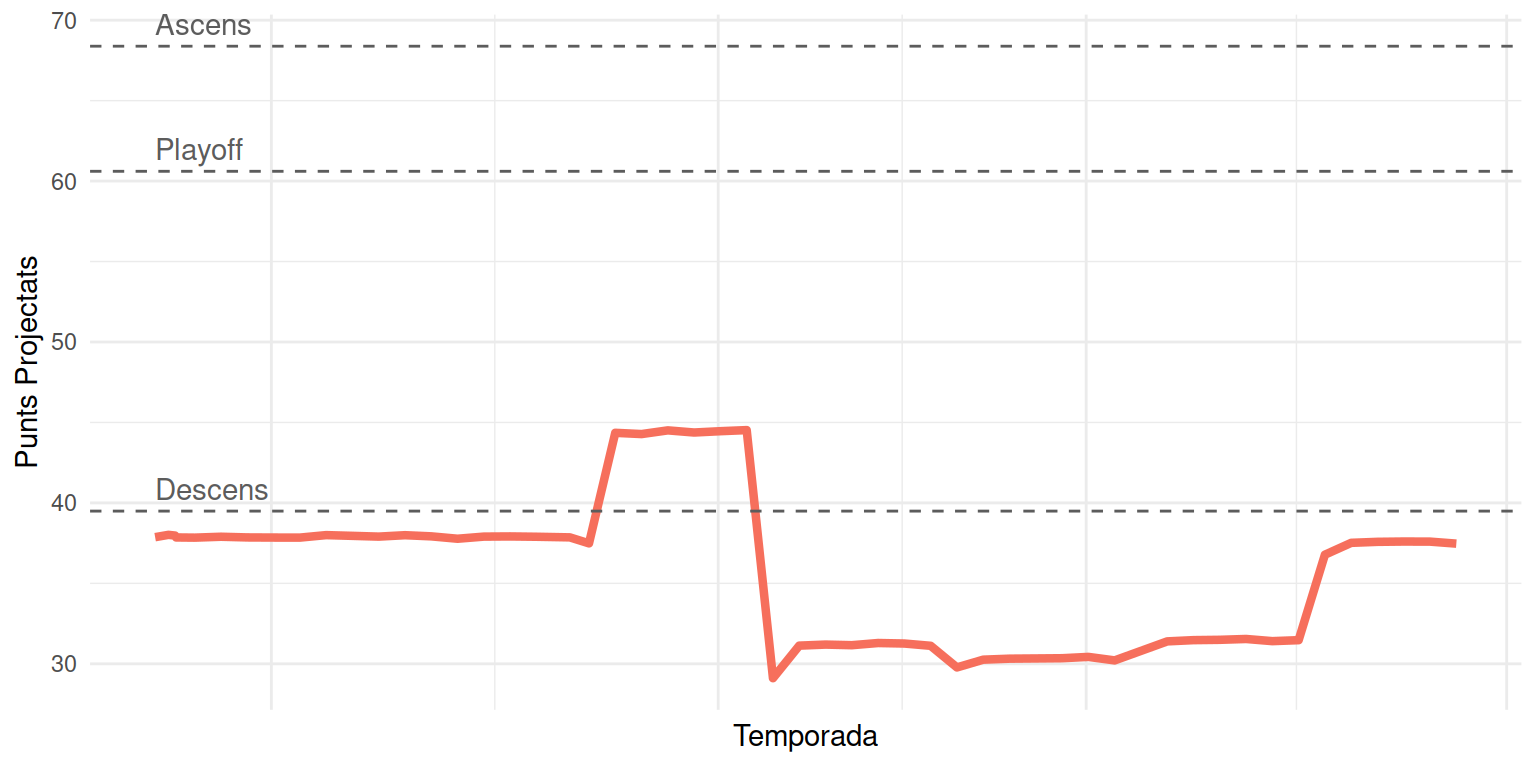 70
Ascens
Playoff
60
Punts Projectats
50
Descens
40
30
Temporada